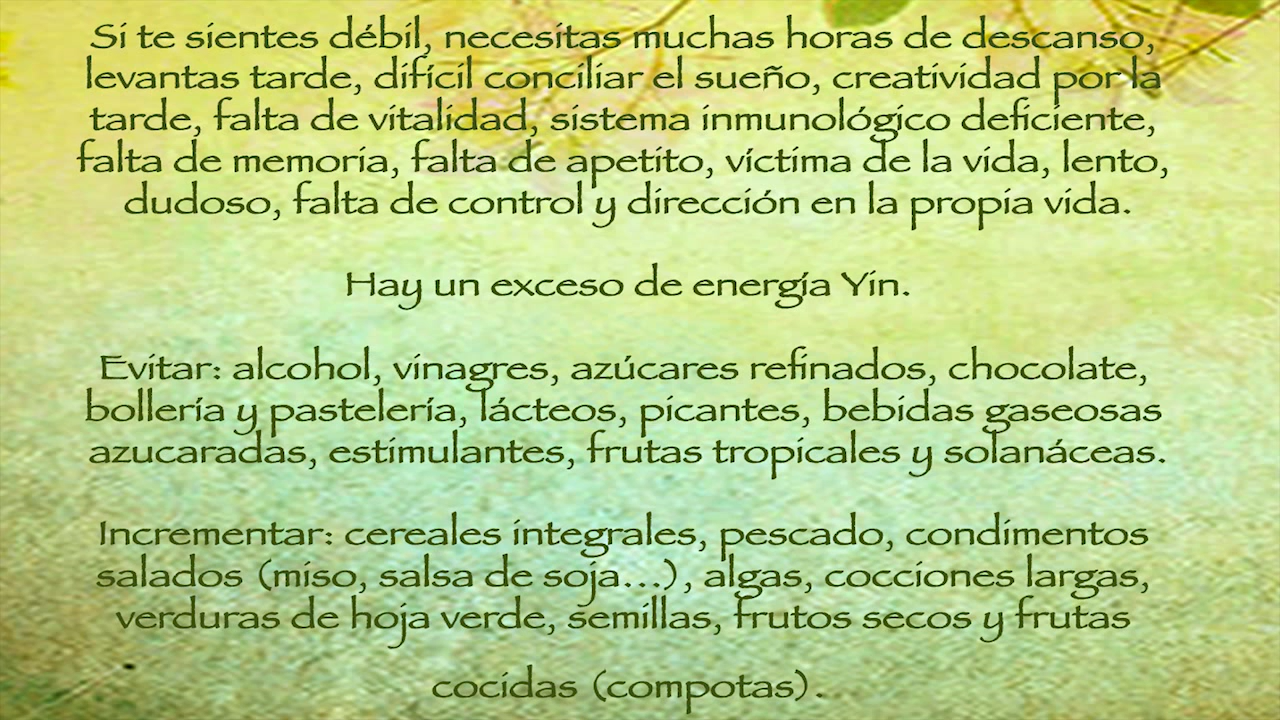 Si te sientes débil, necesitas muchas horas de descanso,
levantas tarde, difícil conciliar el sueño, creatividad por la
tarde, falta de vitalidad, sistema inmunológico deficiente,
falta de memoria, falta de apetito, víctima de la vida, lento,
dudoso, falta de control y dirección en la propia vida.
Hay un exceso de energía Yin.
Evitar: alcohol, vinagres, azúcares refinados, chocolate,
bollería y pastelería, lácteos, picantes, bebidas gaseosas
azucaradas, estimulantes, frutas tropicales y solanáceas.
Incrementar: cereales integrales, pescado, condimentos
salados (miso, salsa de soja...), algas, cocciones largas,
verduras de hoja verde, semillas, frutos secos y frutas
cocidas (compotas).